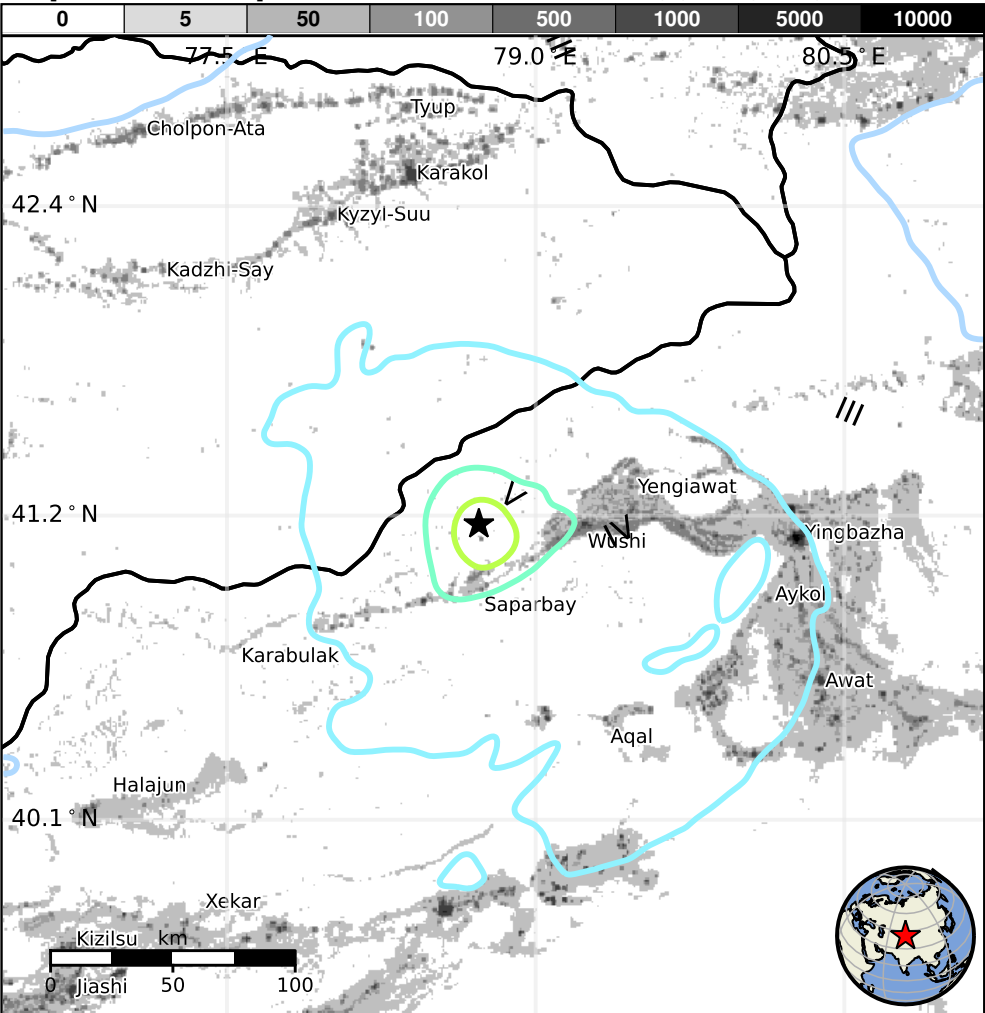 0 5 50 100 500 1000 5000 10000
77.5°E 79.0°E 80.5°E
III
Tyup
Cholpon-Ata
Karakol
42.4°N
Kyzyl-Suu
Kadzhi-Say
III
Yengiawat
V
41.2°N
IV
Wushi
Yingbazha
Aykol
Saparbay
Karabulak
Awat
Aqal
Halajun
40.1°N
Xekar
Kizilsu km
0 50 100
Jiashi